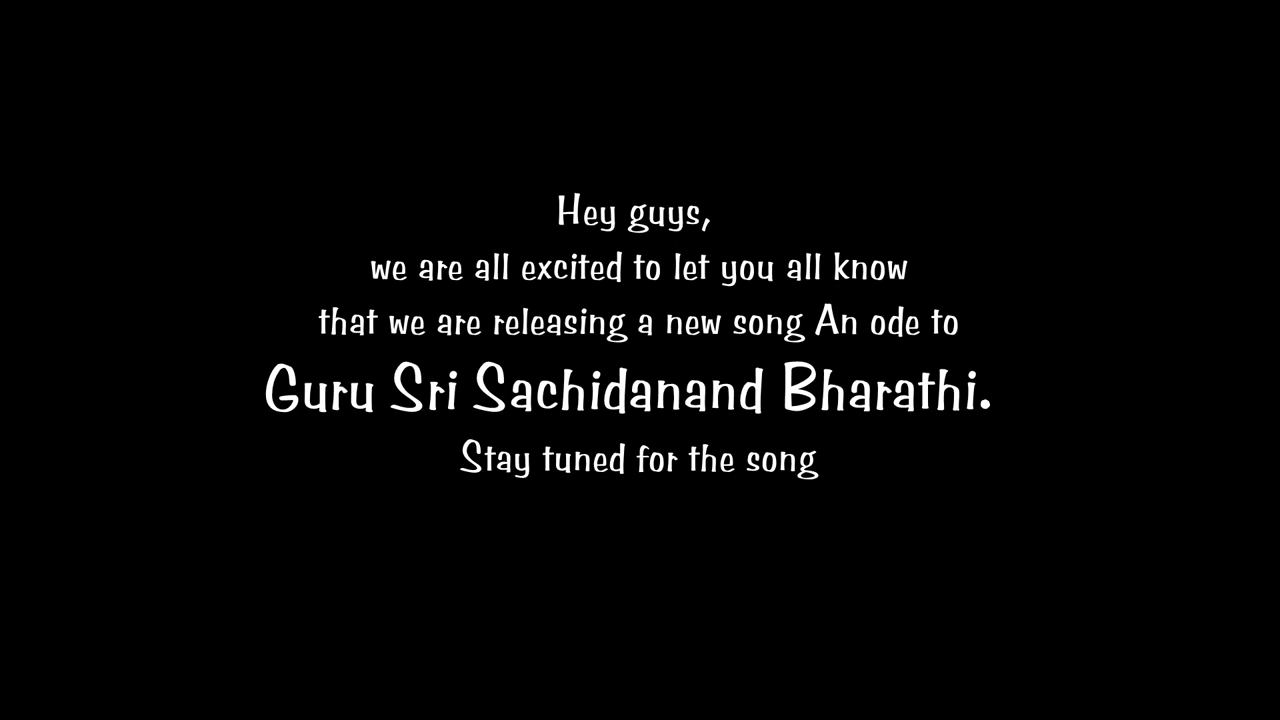 Hey guys,
we are all excited to let you all know
that we are releasing a new song An ode to
Guru Sri Sachidanand Bharathi.
Stay tuned for the song